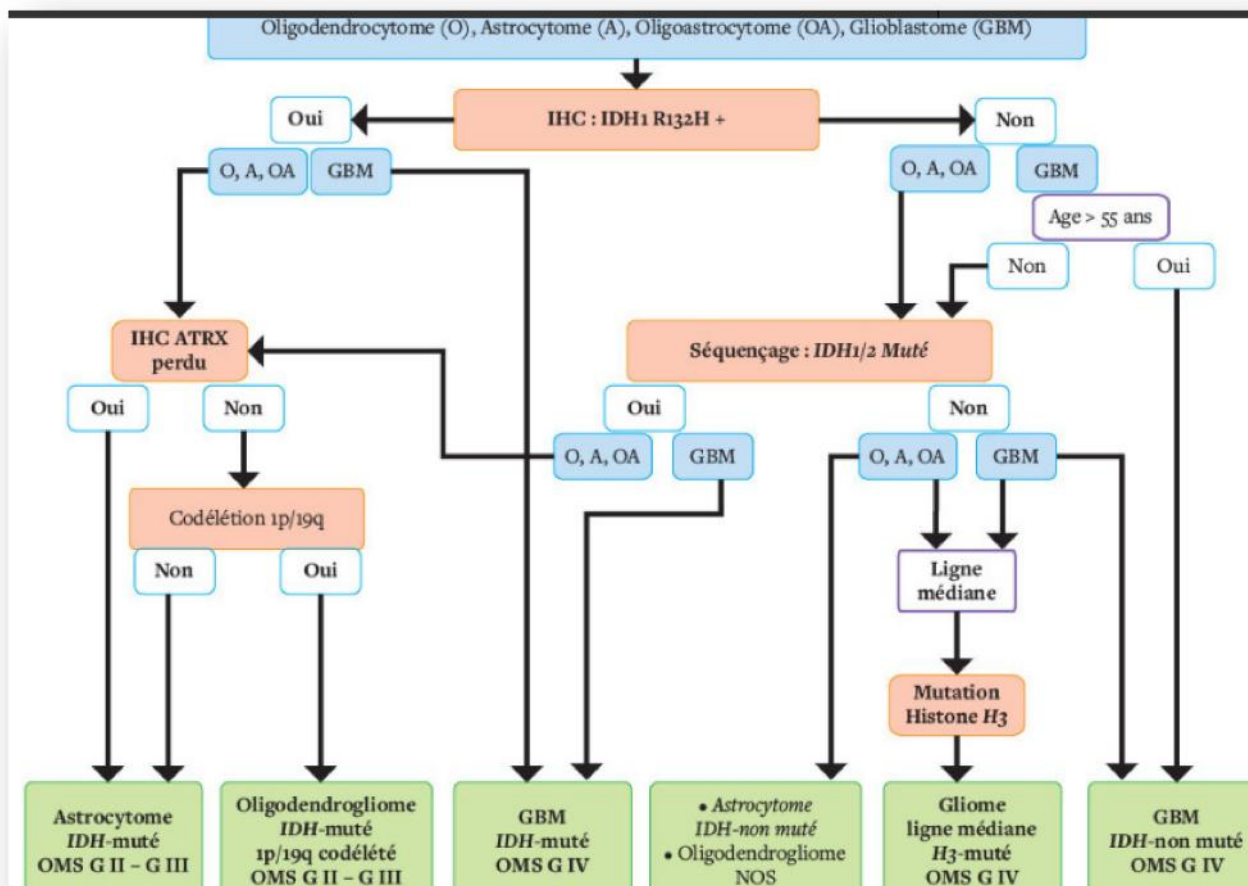 Oligodendrocytome (O), Astrocytome (A), Oligoastrocytome (OA), Glioblastome (GBM)
IHC : IDH1 R132H +
Oui
Non
O, A, OA
GBM
O, A, OA
GBM
Age > 55 ans
Non
Oui
IHC ATRX
perdu
Séquençage : IDH1/2 Muté
Oui
Non
Oui
Non
O, A, OA
GBM
O, A, OA
GBM
Codélétion 1p/19q
Non
Oui
Ligne
médiane
Mutation
Histone H3
Astrocytome
IDH-muté
OMS G II – G III
Oligodendrogliome
IDH-muté
1p/19q codélété
OMS G II – G III
GBM
IDH-muté
OMS G IV
• Astrocytome
IDH-non muté
• Oligodendrogliome
NOS
Gliome
ligne médiane
H3-muté
OMS G IV
GBM
IDH-non muté
OMS G IV